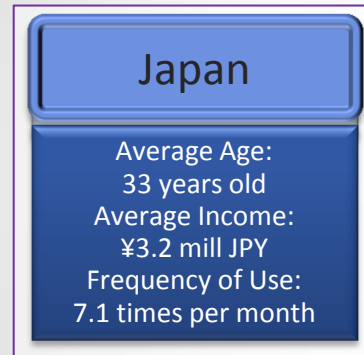 Japan
Average Age:
33 years old
Average Income:
¥3.2 mill JPY
Frequency of Use:
7.1 times per month